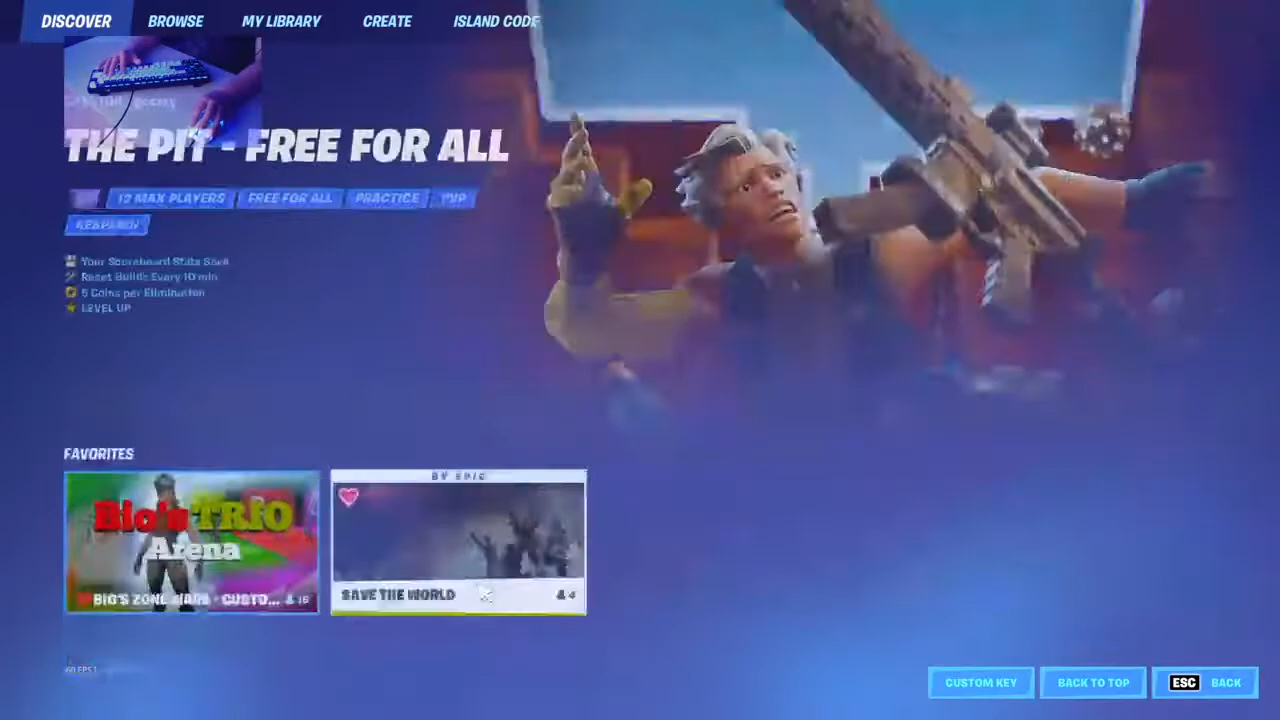 DISCOVER BROWSE MY LIBRARY CREATE ISLAND CODE
THE PIT - FREE FOR ALL
12 MAX PLAYERS FREE FOR ALL PRACTICE PVP
Your Scoreboard Stats Save
Reset Builds Every 10 min
5 Coins per Elimination
LEVEL UP
FAVORITES
Bio's TRIO
Arena
BIO'S ZONE WARS - CUSTO... 16
BY EPIC
SAVE THE WORLD 4
CUSTOM KEY BACK TO TOP ESC BACK